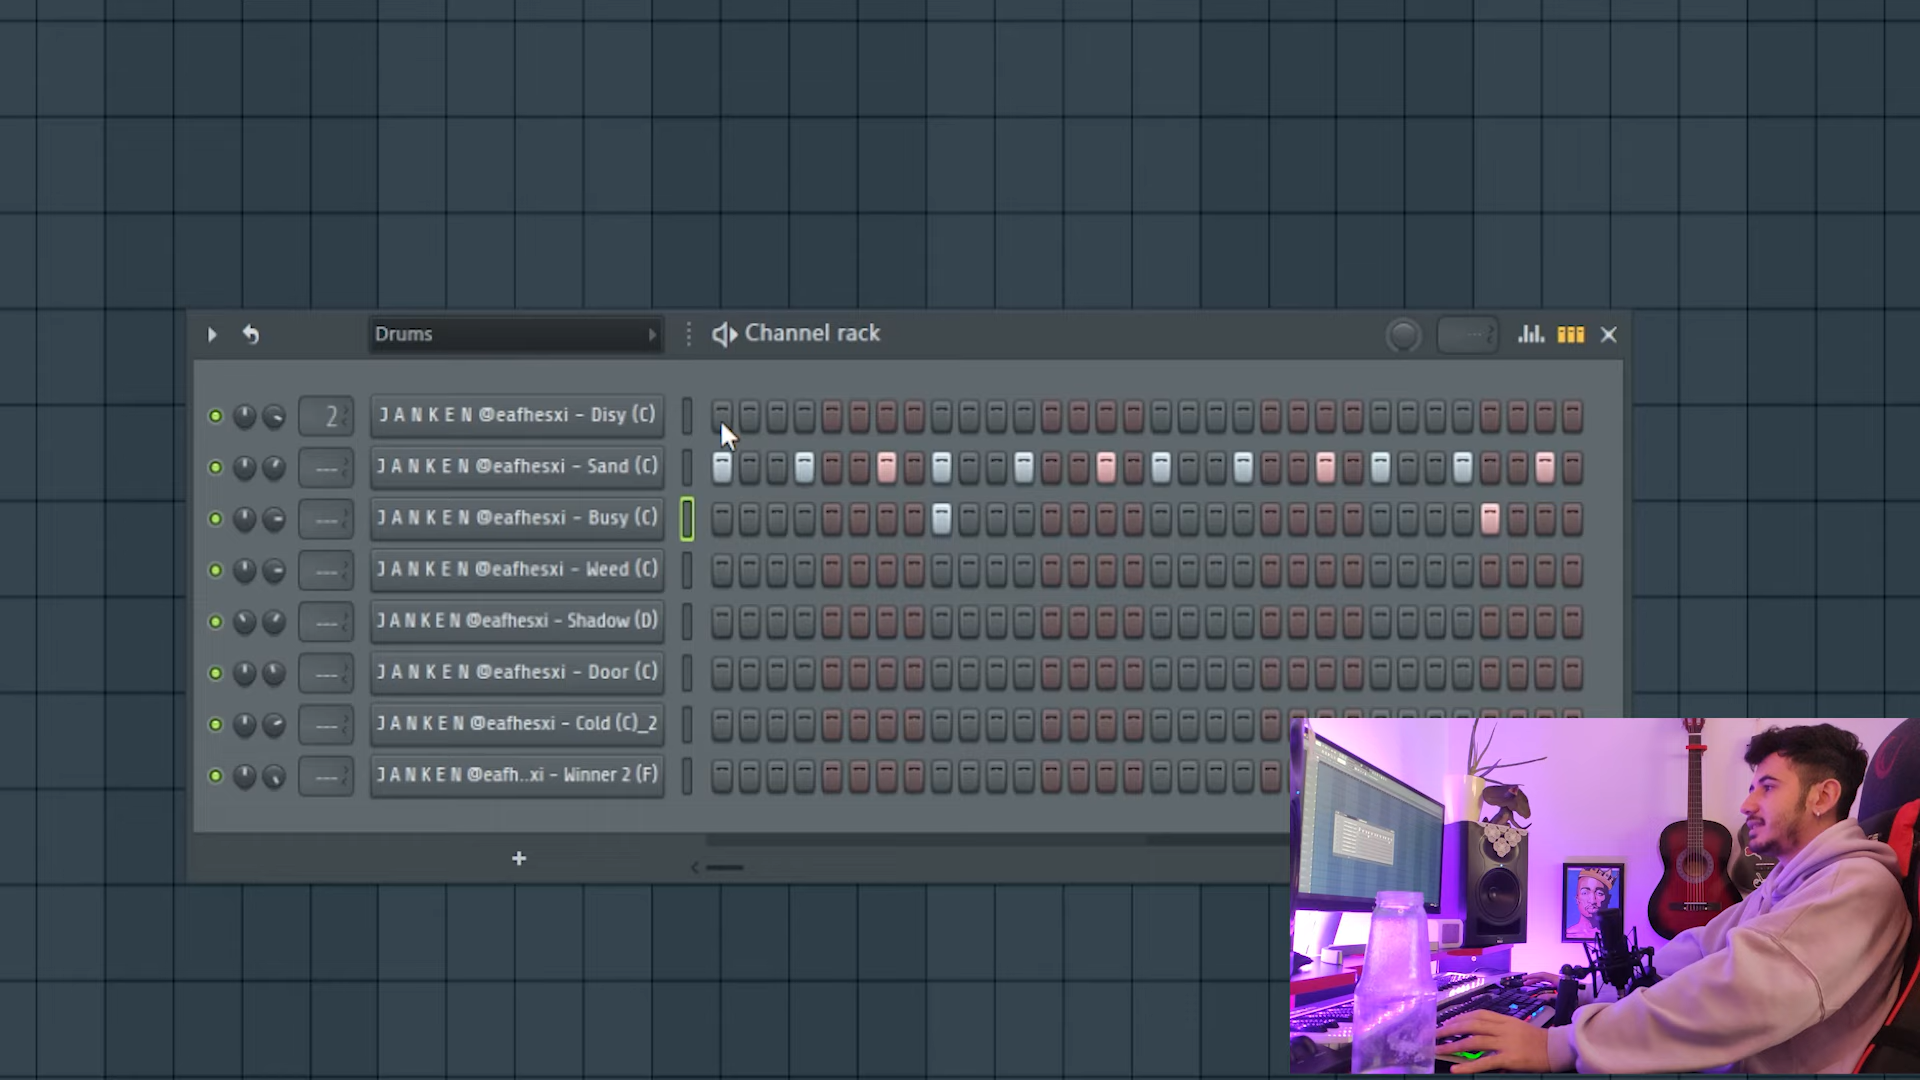 Drums
Channel rack
2
J A N K E N @eafhesxi - Disy (C)
--- J A N K E N @eafhesxi - Sand (C)
--- J A N K E N @eafhesxi - Busy (C)
--- J A N K E N @eafhesxi - Weed (C)
--- J A N K E N @eafhesxi - Shadow (D)
--- J A N K E N @eafhesxi - Door (C)
--- J A N K E N @eafhesxi - Cold (C)_2
--- J A N K E N @eafh..xi - Winner 2 (F)
+